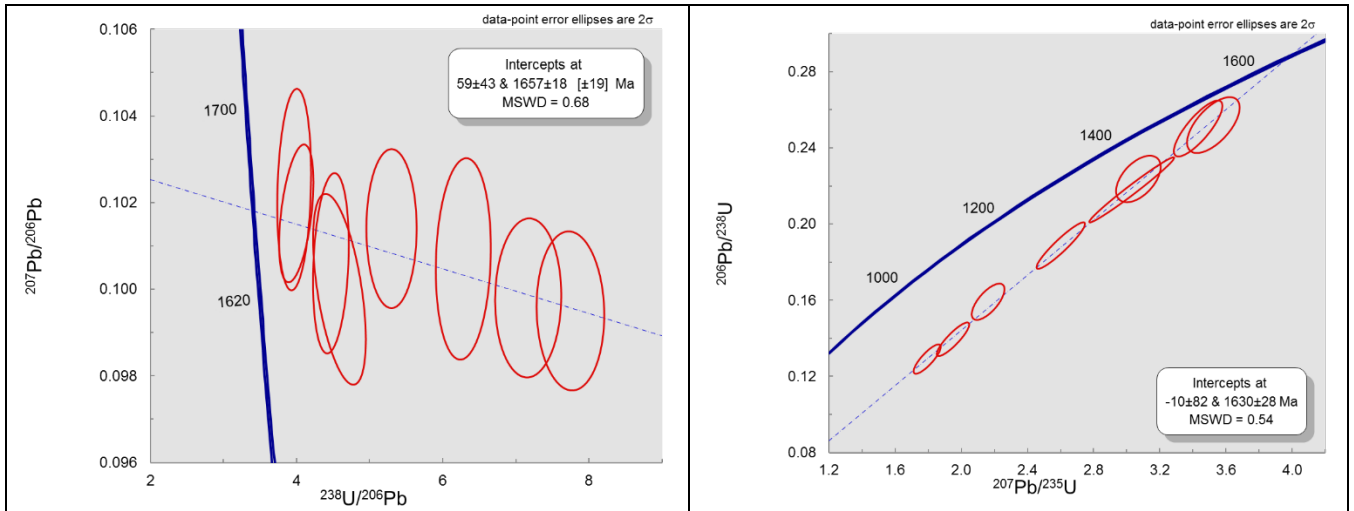 data-point error ellipses are 2σ
0.106
0.104
0.102
0.100
0.098
0.096
²⁰⁷Pb/²⁰⁶Pb
1700
1620
Intercepts at
59±43 & 1657±18 [±19] Ma
MSWD = 0.68
2 4 6 8
²³⁸U/²⁰⁶Pb
data-point error ellipses are 2σ
0.28
0.24
0.20
0.16
0.12
0.08
²⁰⁶Pb/²³⁸U
1600
1400
1200
1000
Intercepts at
-10±82 & 1630±28 Ma
MSWD = 0.54
1.2 1.6 2.0 2.4 2.8 3.2 3.6 4.0
²⁰⁷Pb/²³⁵U